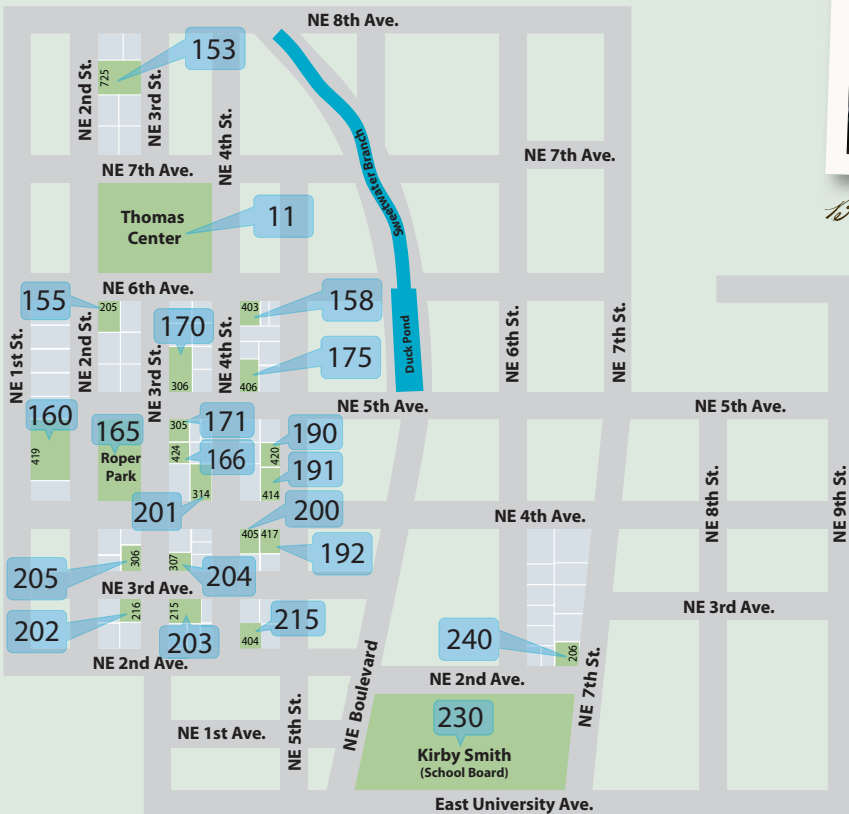 NE 8th Ave.
153
725
NE 2nd St.
NE 3rd St.
NE 4th St.
Sweetwater Branch
NE 7th Ave.
NE 7th Ave.
Thomas
Center
11
NE 6th Ave.
155
205
170
403
158
NE 1st St.
NE 2nd St.
NE 3rd St.
306
NE 4th St.
406
175
Duck Pond
NE 6th St.
NE 7th St.
NE 5th Ave.
NE 5th Ave.
160
419
165
Roper
Park
305
171
424
166
420
190
191
414
201
314
200
NE 4th Ave.
NE 8th St.
NE 9th St.
405
417
192
205
306
307
204
NE 3rd Ave.
NE 3rd Ave.
202
216
215
203
404
215
240
206
NE 2nd Ave.
NE 2nd Ave.
NE Boulevard
NE 7th St.
NE 5th St.
NE 1st Ave.
230
Kirby Smith
(School Board)
East University Ave.